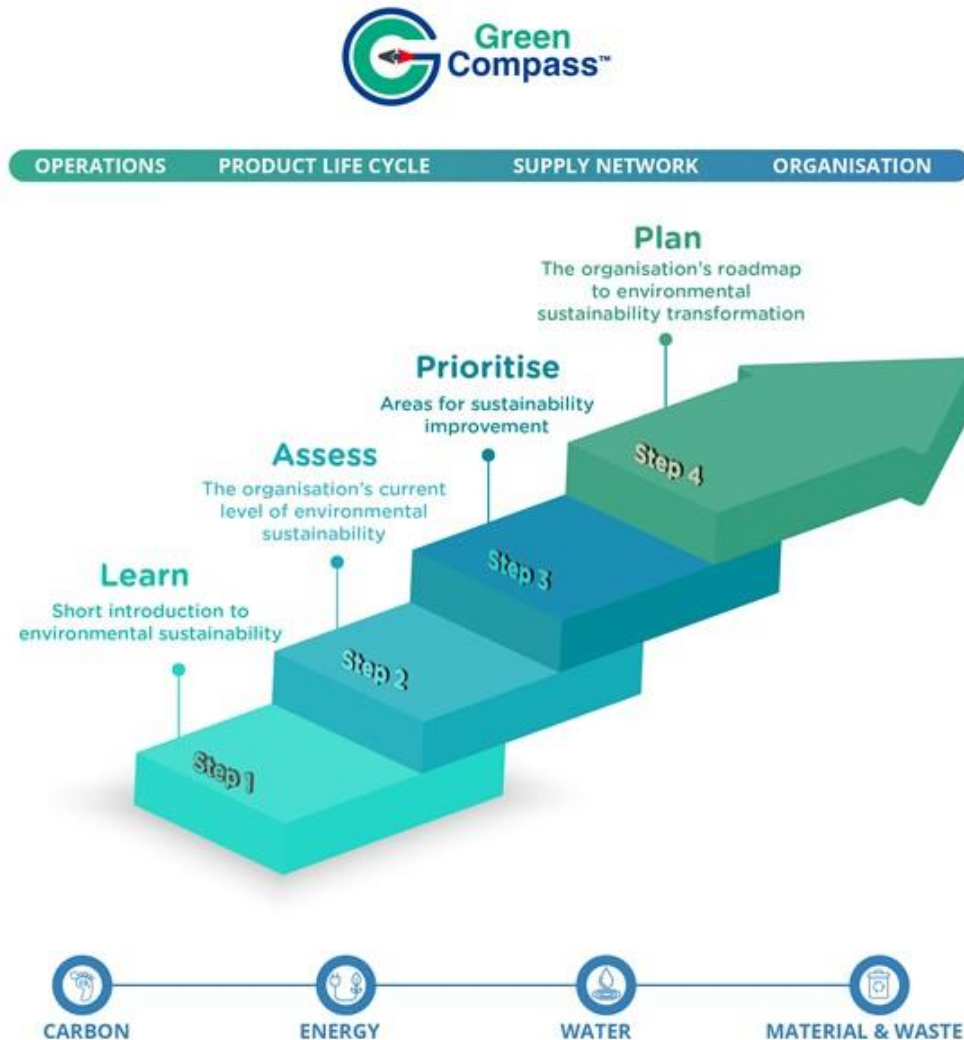 Green
Compass™
OPERATIONS PRODUCT LIFE CYCLE SUPPLY NETWORK ORGANISATION
Plan
The organisation's roadmap
to environmental
sustainability transformation
Prioritise
Areas for sustainability
improvement
Assess
The organisation's current
level of environmental
sustainability
Learn
Short introduction to
environmental sustainability
Step 4
Step 3
Step 2
Step 1
CARBON ENERGY WATER MATERIAL & WASTE